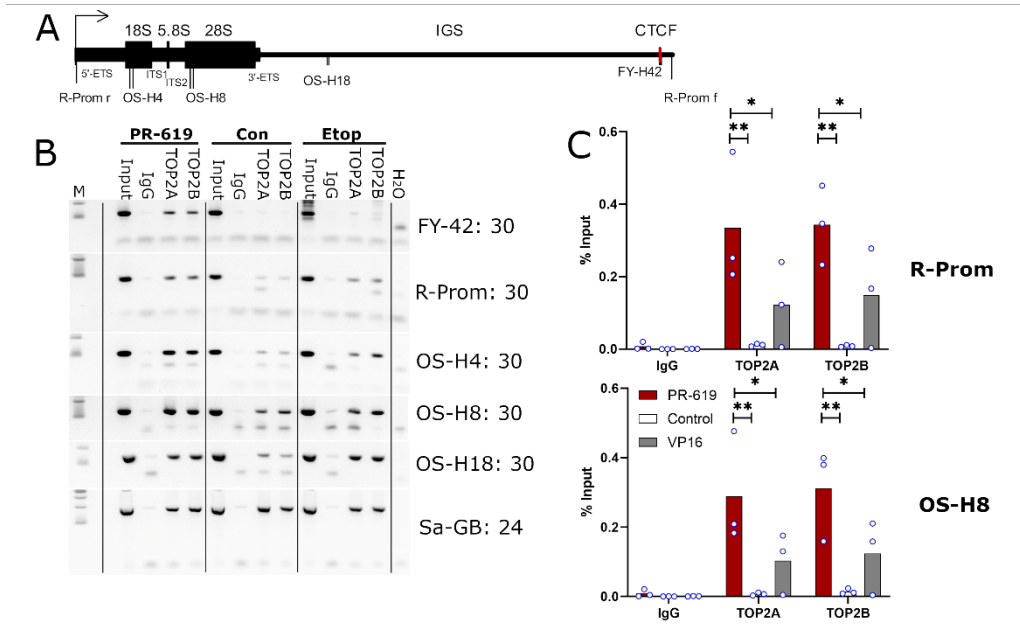 A
18S 5.8S 28S IGS CTCF
5'-ETS ITS1 ITS2 3'-ETS
R-Prom r OS-H4 OS-H8 OS-H18 FY-H42 R-Prom f
B
PR-619 Con Etop
M Input IgG TOP2A TOP2B Input IgG TOP2A TOP2B Input IgG TOP2A TOP2B H2O
FY-42: 30
R-Prom: 30
OS-H4: 30
OS-H8: 30
OS-H18: 30
Sa-GB: 24
C
* *
** **
0.6
0.4
0.2
0.0
% Input
IgG TOP2A TOP2B
R-Prom
* *
** **
0.6
0.4
0.2
0.0
% Input
PR-619
Control
VP16
IgG TOP2A TOP2B
OS-H8